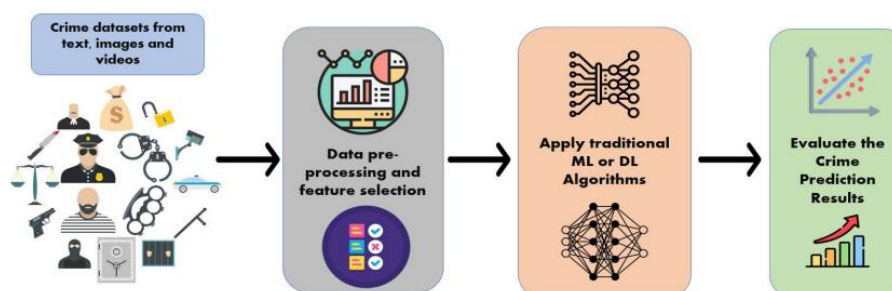 Crime datasets from
text, images and
videos
Data pre-
processing and
feature selection
Apply traditional
ML or DL
Algorithms
Evaluate the
Crime
Prediction
Results